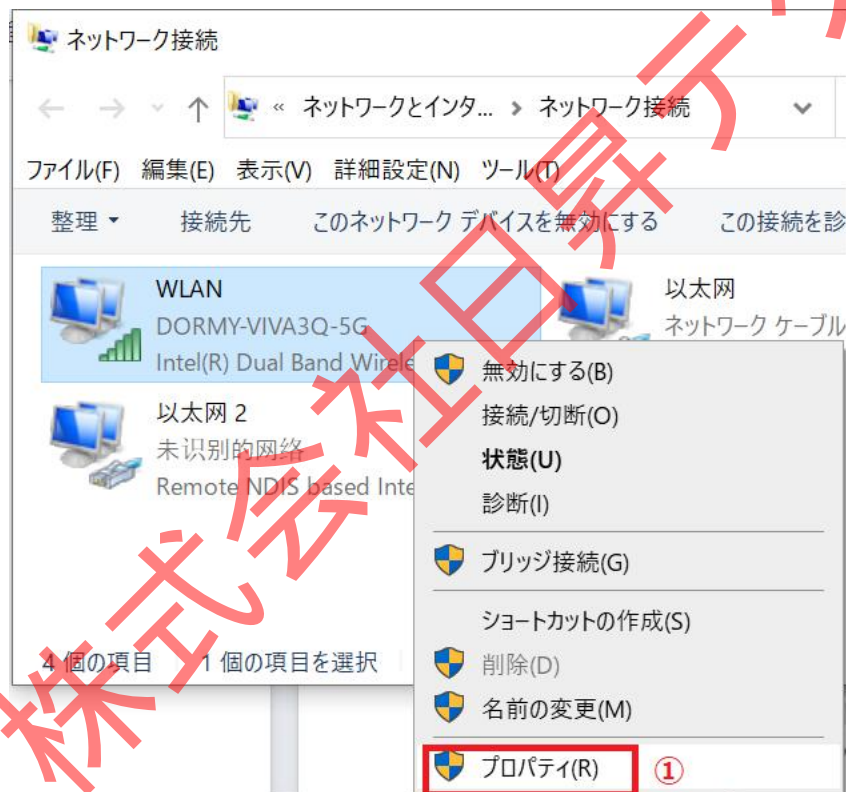 ネットワーク接続
« ネットワークとインタ... › ネットワーク接続
ファイル(F) 編集(E) 表示(V) 詳細設定(N) ツール(T)
整理 接続先 このネットワーク デバイスを無効にする この接続を診
WLAN
DORMY-VIVA3Q-5G
Intel(R) Dual Band Wirele
以太网
ネットワーク ケーブル
以太网 2
未识别的网络
Remote NDIS based Inte
無効にする(B)
接続/切断(O)
状態(U)
診断(I)
ブリッジ接続(G)
ショートカットの作成(S)
削除(D)
名前の変更(M)
プロパティ(R) ①
4 個の項目 1 個の項目を選択
株式会社日昇テ